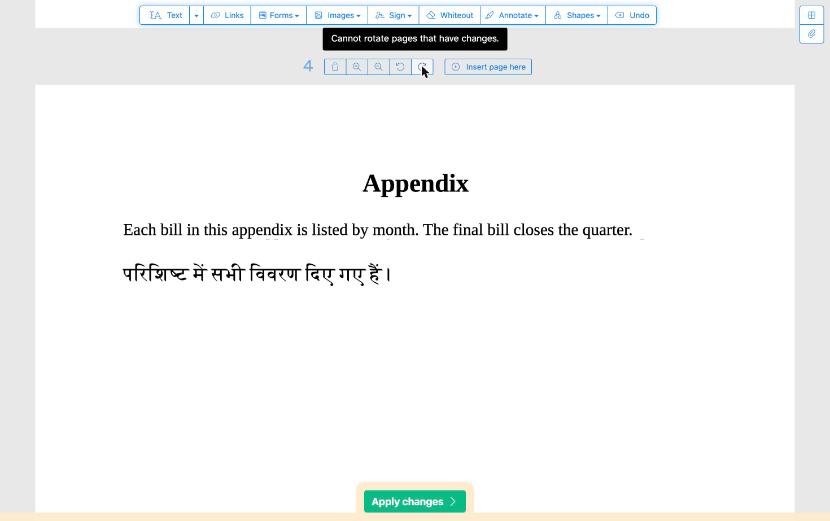 Text Links Forms Images Sign Whiteout Annotate Shapes Undo
Cannot rotate pages that have changes.
4 Insert page here
Appendix
Each bill in this appendix is listed by month. The final bill closes the quarter.
परिशिष्ट में सभी विवरण दिए गए हैं।
Apply changes